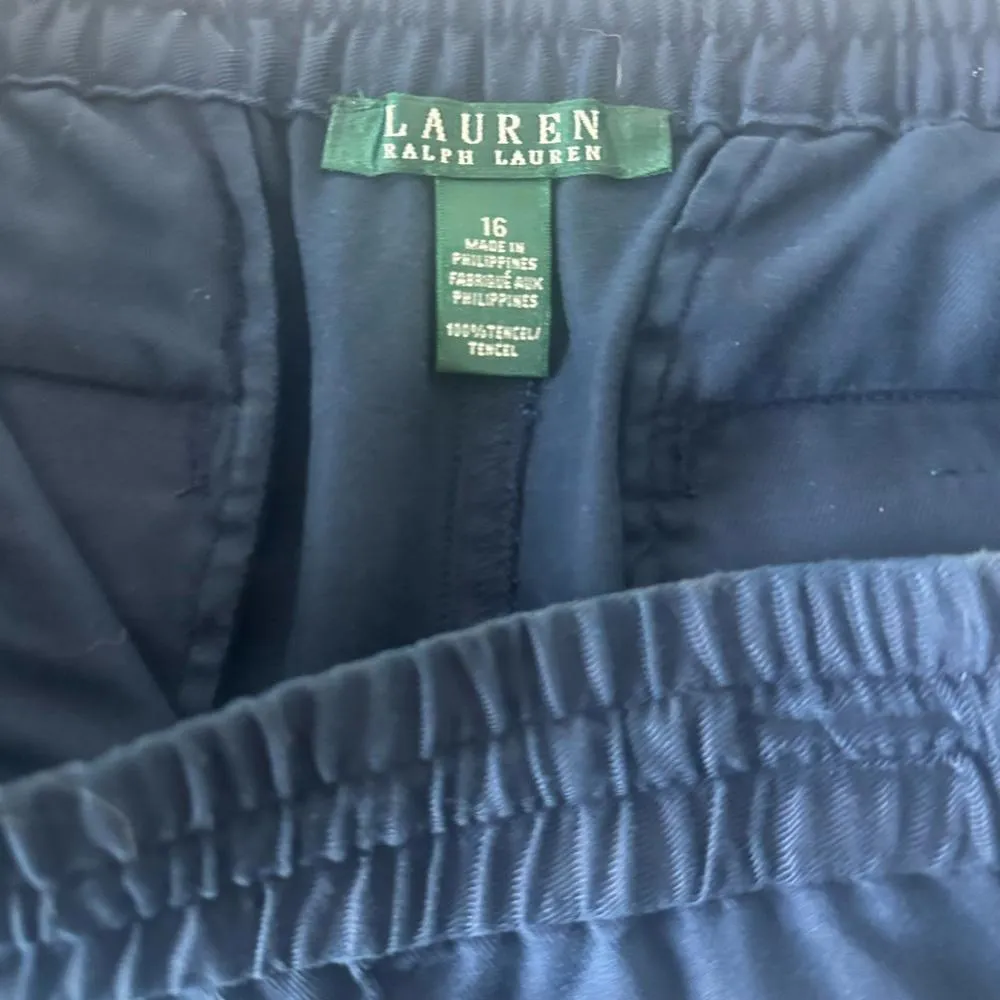 LAUREN
RALPH LAUREN
16
MADE IN
PHILIPPINES
FABRIQUÉ AUX
PHILIPPINES
100%TENCEL/
TENCEL